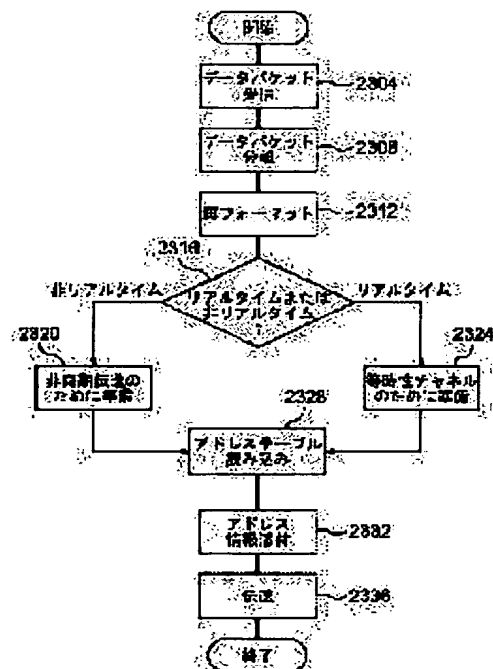 開始
データパケット
受信
2304
データパケット
分解
2308
再フォーマット
2312
2316
リアルタイムまたは
非リアルタイム
?
非リアルタイム
リアルタイム
2320
非同期伝送の
ために準備
2324
等時性チャネル
のために準備
2328
アドレステーブル
読み込み
アドレス
情報添付
2332
伝送
2336
終了